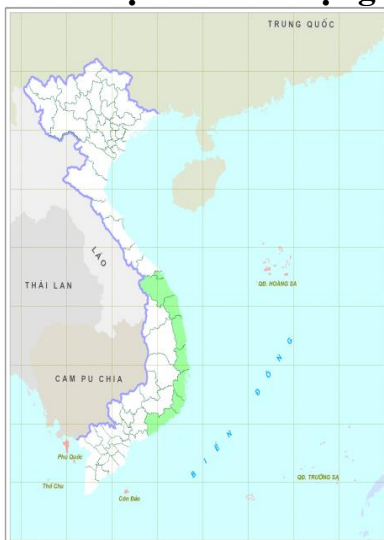 TRUNG QUỐC
LÀO
THÁI LAN
QĐ. HOÀNG SA
CAM PU CHIA
BIỂN ĐÔNG
Phú Quốc
Thổ Chu
Côn Đảo
QĐ. TRƯỜNG SA